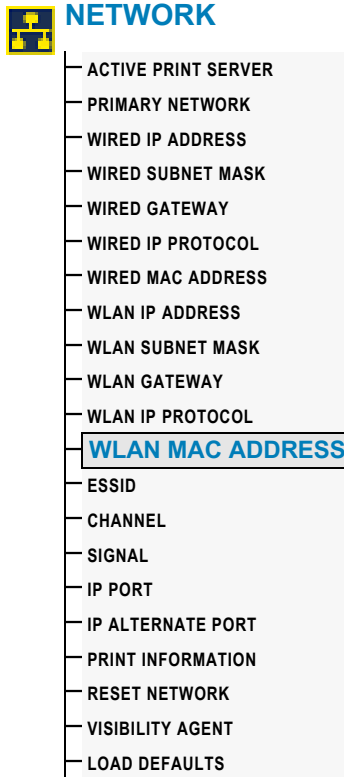 NETWORK
ACTIVE PRINT SERVER
PRIMARY NETWORK
WIRED IP ADDRESS
WIRED SUBNET MASK
WIRED GATEWAY
WIRED IP PROTOCOL
WIRED MAC ADDRESS
WLAN IP ADDRESS
WLAN SUBNET MASK
WLAN GATEWAY
WLAN IP PROTOCOL
WLAN MAC ADDRESS
ESSID
CHANNEL
SIGNAL
IP PORT
IP ALTERNATE PORT
PRINT INFORMATION
RESET NETWORK
VISIBILITY AGENT
LOAD DEFAULTS